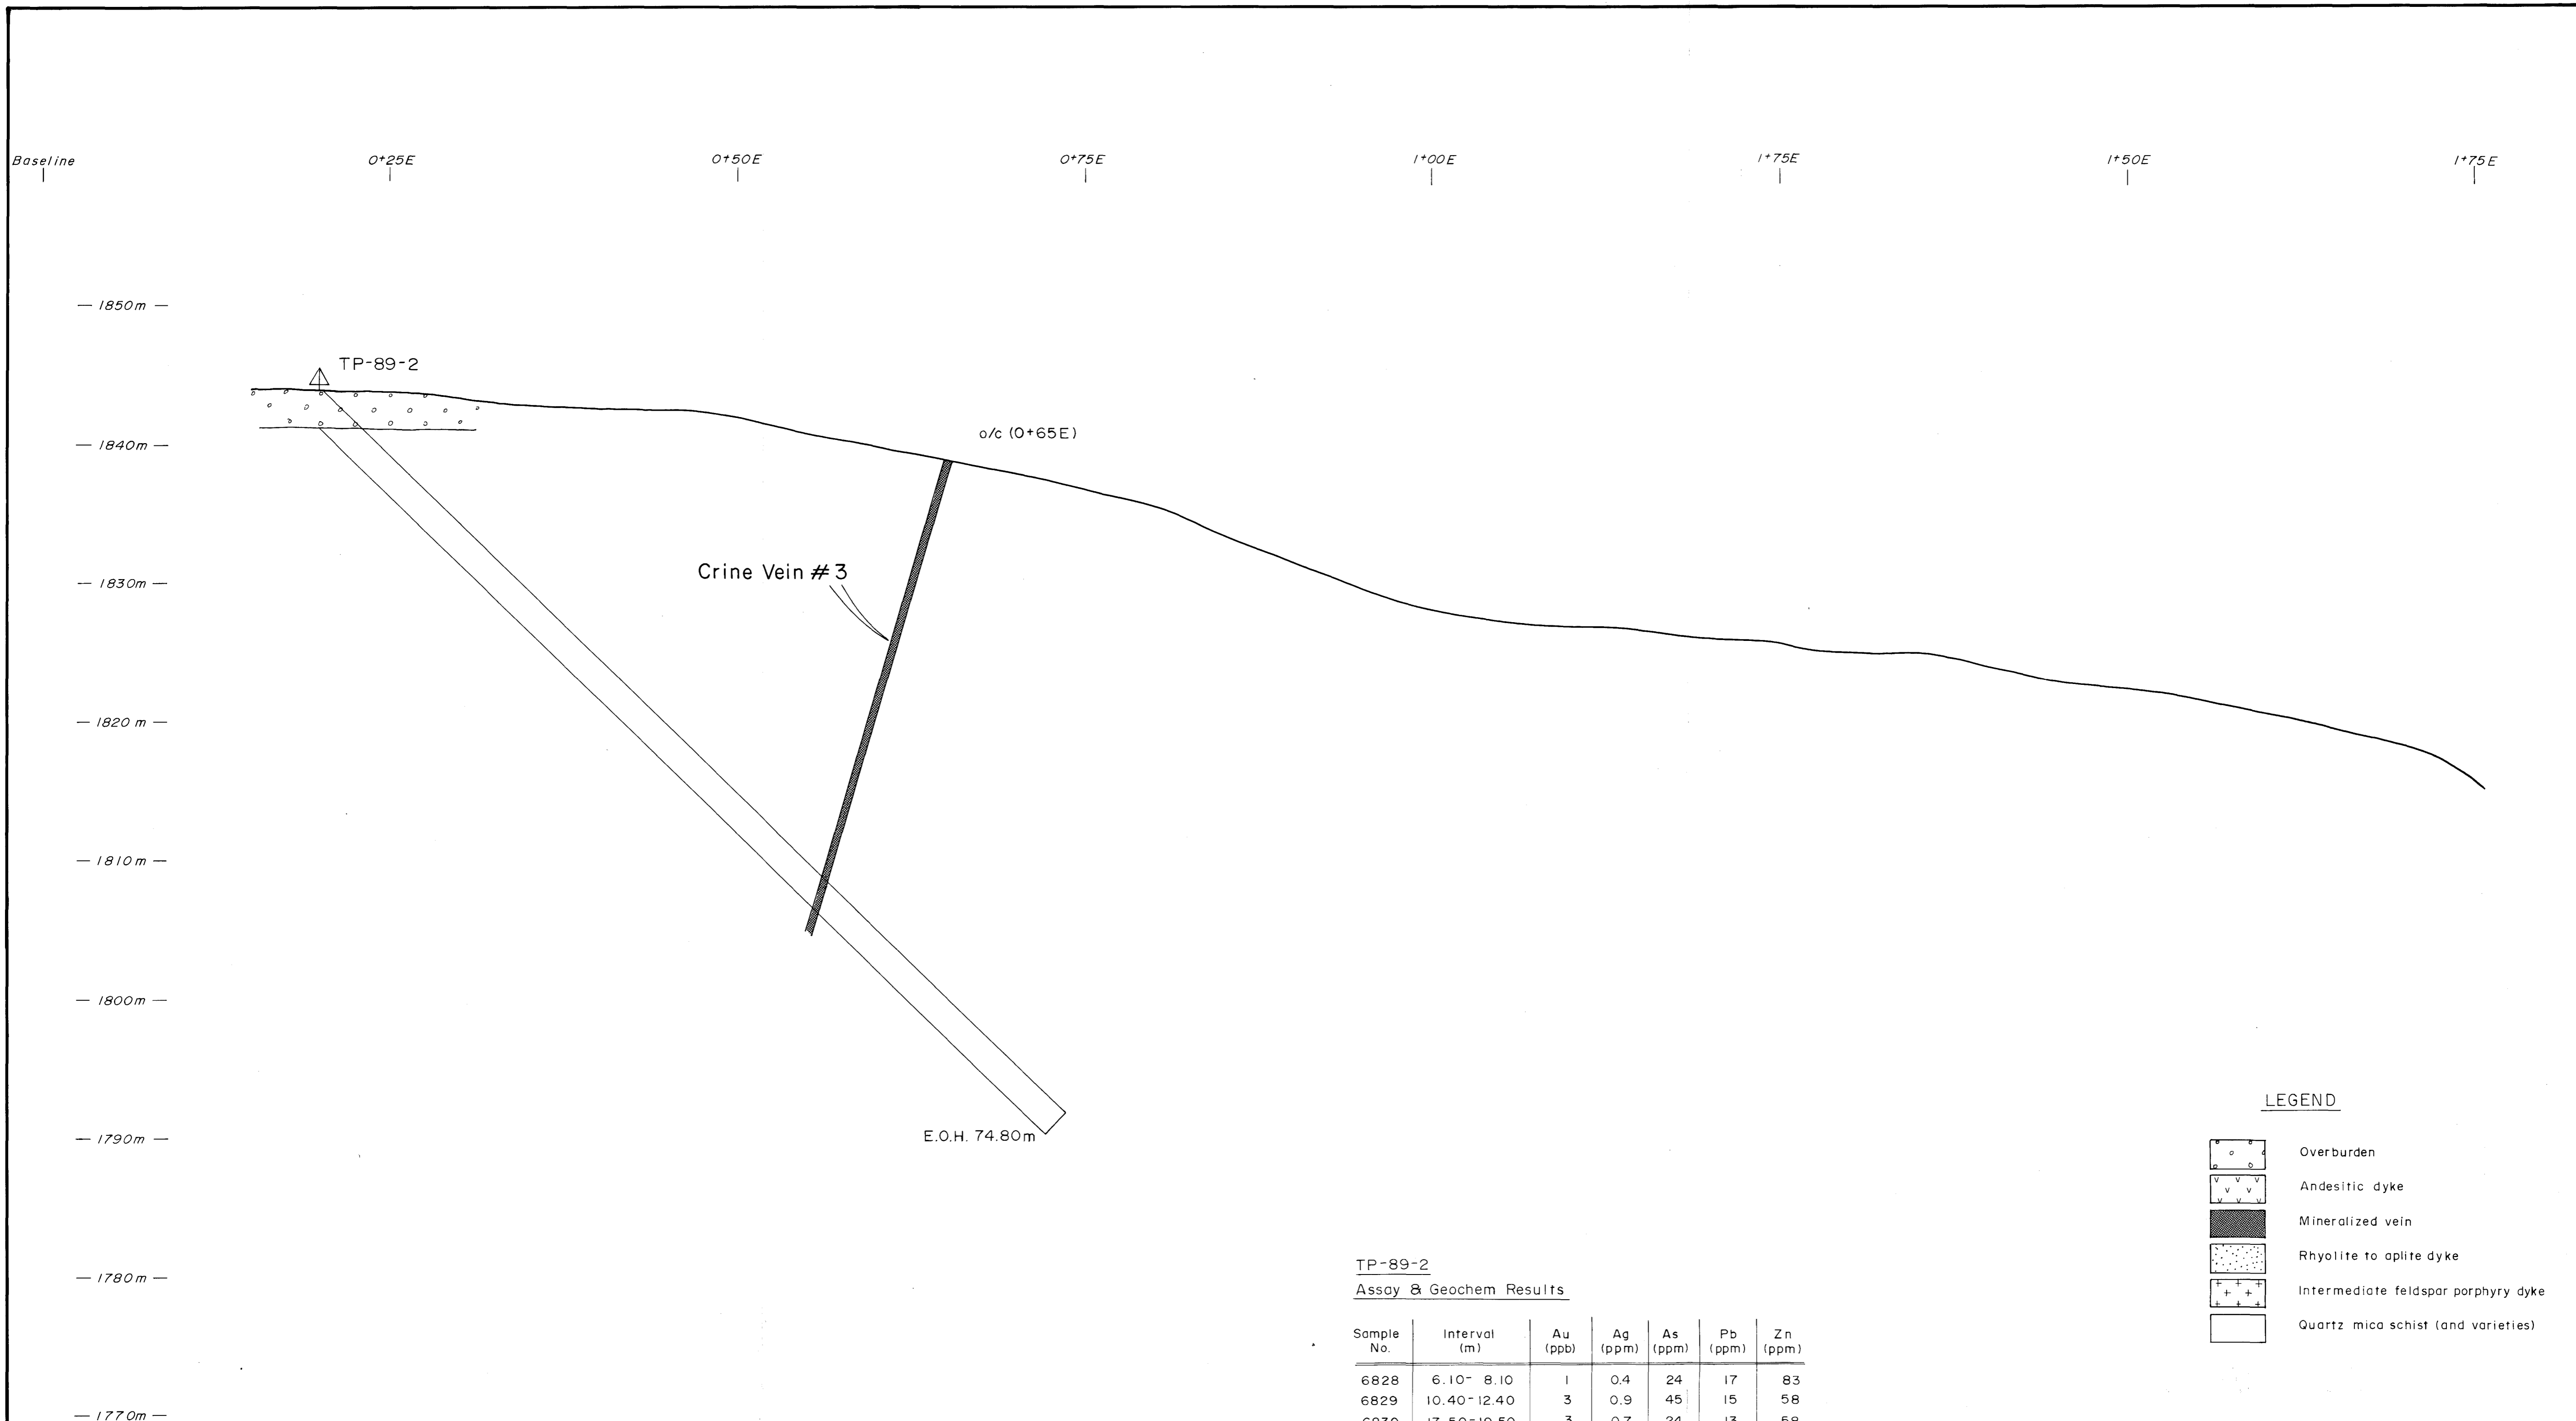 Baseline 0+25E 0+50E 0+75E 1+00E 1+75E 1+50E 1+75E
1850m
TP-89-2
1840m
o/c (0+65E)
1830m
Crine Vein #3
1820 m
1810m
1800m
1790m
E.O.H. 74.80m
1780m
1770m
LEGEND
Overburden
Andesitic dyke
Mineralized vein
Rhyolite to aplite dyke
Intermediate feldspar porphyry dyke
Quartz mica schist (and varieties)
TP-89-2
Assay & Geochem Results
Sample No. Interval (m) Au (ppb) Ag (ppm) As (ppm) Pb (ppm) Zn (ppm)
6828 6.10- 8.10 1 0.4 24 17 83
6829 10.40-12.40 3 0.9 45 15 58